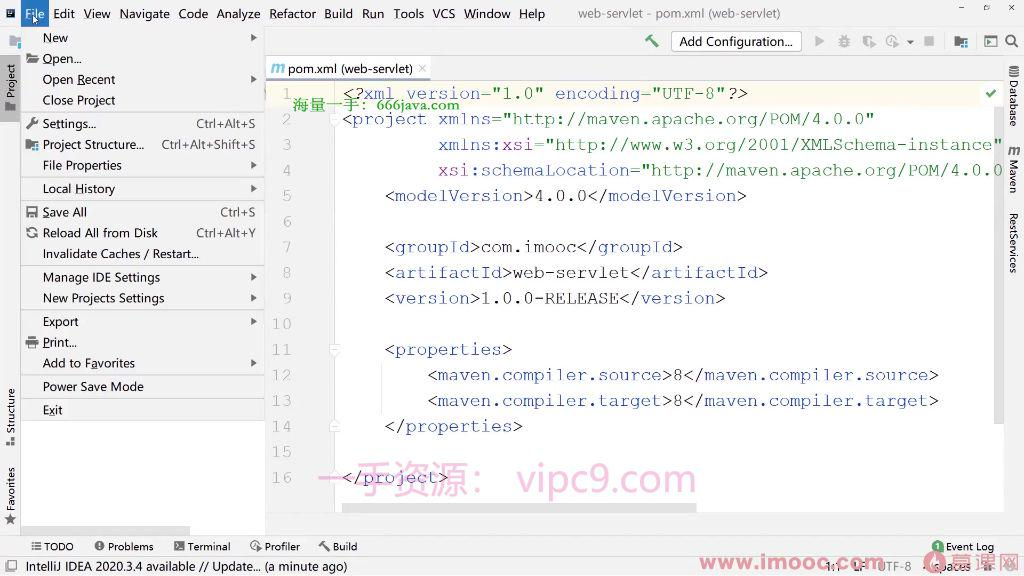 File Edit View Navigate Code Analyze Refactor Build Run Tools VCS Window Help web-servlet - pom.xml (web-servlet)
Add Configuration...
New
Open...
Open Recent
Close Project
Settings... Ctrl+Alt+S
Project Structure... Ctrl+Alt+Shift+S
File Properties
Local History
Save All Ctrl+S
Reload All from Disk Ctrl+Alt+Y
Invalidate Caches / Restart...
Manage IDE Settings
New Projects Settings
Export
Print...
Add to Favorites
Power Save Mode
Exit
Project
Structure
Favorites
pom.xml (web-servlet)
1 <?xml version="1.0" encoding="UTF-8"?>
海量一手：666java.com
2 <project xmlns="http://maven.apache.org/POM/4.0.0"
3 xmlns:xsi="http://www.w3.org/2001/XMLSchema-instance"
4 xsi:schemaLocation="http://maven.apache.org/POM/4.0.0
5 <modelVersion>4.0.0</modelVersion>
6
7 <groupId>com.imooc</groupId>
8 <artifactId>web-servlet</artifactId>
9 <version>1.0.0-RELEASE</version>
10
11 <properties>
12 <maven.compiler.source>8</maven.compiler.source>
13 <maven.compiler.target>8</maven.compiler.target>
14 </properties>
15
16 </project>
一手资源： vipc9.com
Database
Maven
RestServices
TODO Problems Terminal Profiler Build 1 Event Log
IntelliJ IDEA 2020.3.4 available // Update... (a minute ago) 1:1 LF UTF-8 4 spaces
www.imooc.com 慕课网